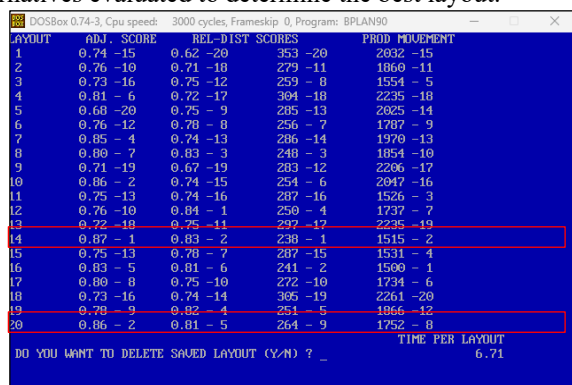 rnatives evaluated to determine the best layout.
DOSBox 0.74-3, Cpu speed: 3000 cycles, Frameskip 0, Program: BPLAN90
LAYOUT ADJ. SCORE REL-DIST SCORES PROD MOVEMENT
1 0.74 -15 0.62 -20 353 -20 2032 -15
2 0.76 -10 0.71 -18 279 -11 1860 -11
3 0.73 -16 0.75 -12 259 - 8 1554 - 5
4 0.81 - 6 0.72 -17 304 -18 2235 -18
5 0.68 -20 0.75 - 9 285 -13 2025 -14
6 0.76 -12 0.78 - 8 256 - 7 1787 - 9
7 0.85 - 4 0.74 -13 286 -14 1970 -13
8 0.80 - 7 0.83 - 3 248 - 3 1854 -10
9 0.71 -19 0.67 -19 283 -12 2206 -17
10 0.86 - 2 0.74 -15 254 - 6 2047 -16
11 0.75 -13 0.74 -16 287 -16 1526 - 3
12 0.76 -10 0.84 - 1 250 - 4 1737 - 7
13 0.72 -18 0.75 -11 297 -17 2235 -19
14 0.87 - 1 0.83 - 2 238 - 1 1515 - 2
15 0.75 -13 0.78 - 7 287 -15 1531 - 4
16 0.83 - 5 0.81 - 6 241 - 2 1500 - 1
17 0.80 - 8 0.75 -10 272 -10 1734 - 6
18 0.73 -16 0.74 -14 305 -19 2261 -20
19 0.78 - 9 0.82 - 4 251 - 5 1866 -12
20 0.86 - 2 0.81 - 5 264 - 9 1752 - 8
TIME PER LAYOUT
DO YOU WANT TO DELETE SAVED LAYOUT (Y/N) ? _ 6.71